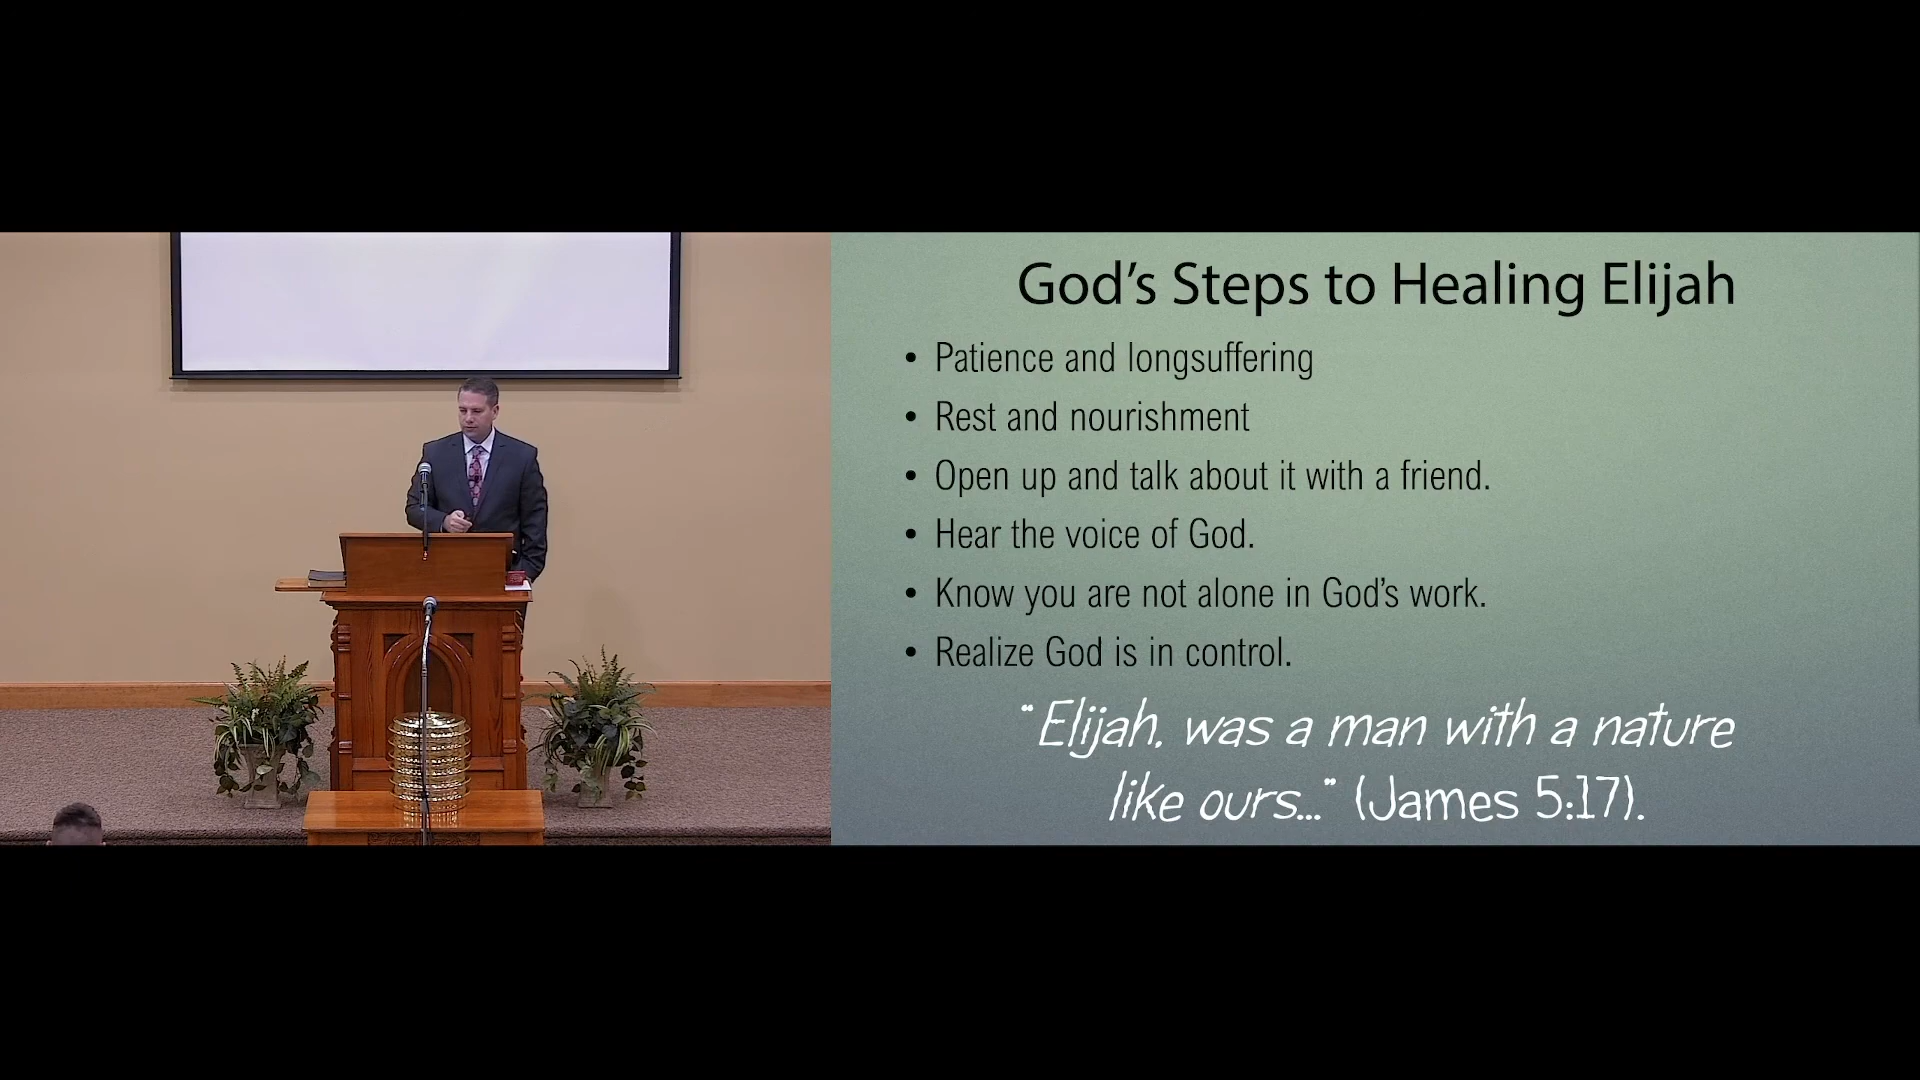 God's Steps to Healing Elijah
• Patience and longsuffering
• Rest and nourishment
• Open up and talk about it with a friend.
• Hear the voice of God.
• Know you are not alone in God's work.
• Realize God is in control.
"Elijah, was a man with a nature
like ours..." (James 5:17).